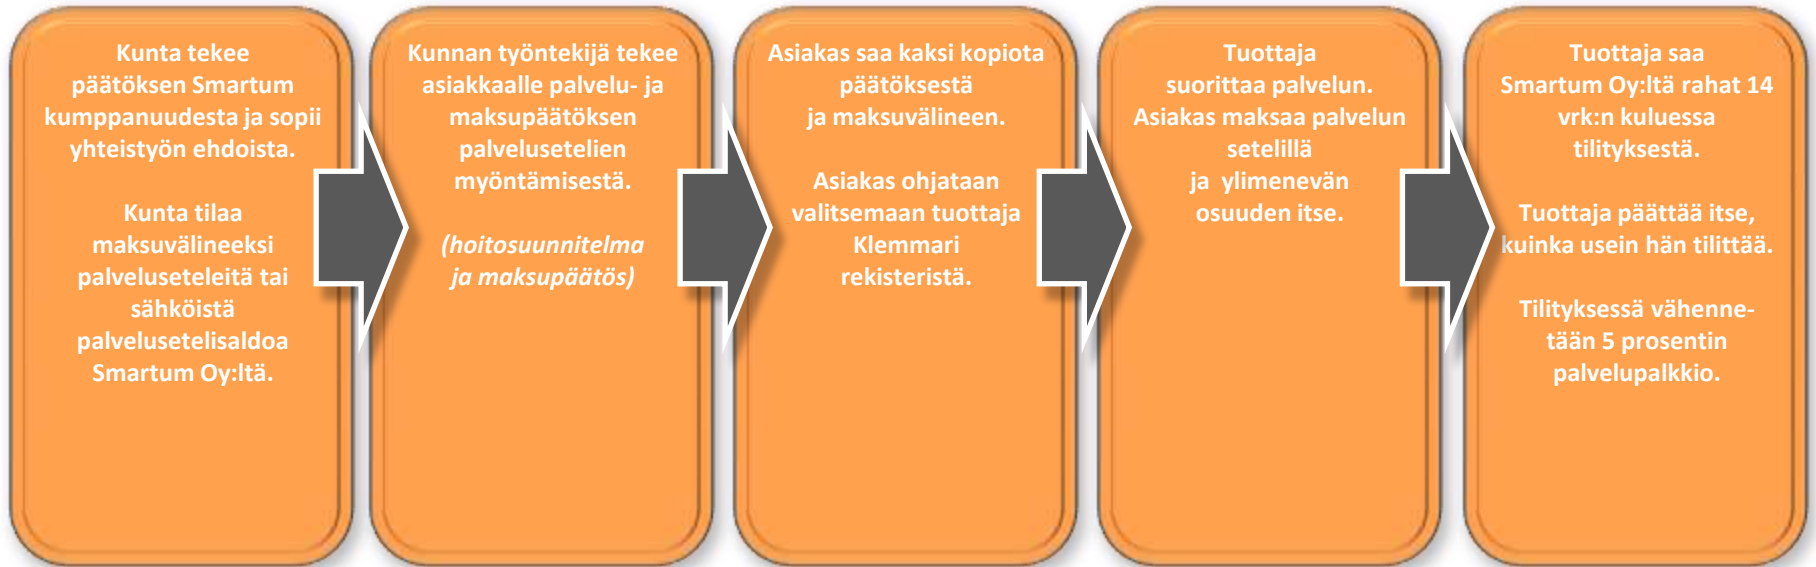 Kunta tekee
päätöksen Smartum
kumppanuudesta ja sopii
yhteistyön ehdoista.
Kunta tilaa
maksuvälineeksi
palveluseteleitä tai
sähköistä
palvelusetelisaldoa
Smartum Oy:ltä.
Kunnan työntekijä tekee
asiakkaalle palvelu- ja
maksupäätöksen
palvelusetelien
myöntämisestä.
(hoitosuunnitelma
ja maksupäätös)
Asiakas saa kaksi kopiota
päätöksestä
ja maksuvälineen.
Asiakas ohjataan
valitsemaan tuottaja
Klemmari
rekisteristä.
Tuottaja
suorittaa palvelun.
Asiakas maksaa palvelun
setelillä
ja ylimenevän
osuuden itse.
Tuottaja saa
Smartum Oy:ltä rahat 14
vrk:n kuluessa
tilityksestä.
Tuottaja päättää itse,
kuinka usein hän tilittää.
Tilityksessä vähenne-
tään 5 prosentin
palvelupalkkio.